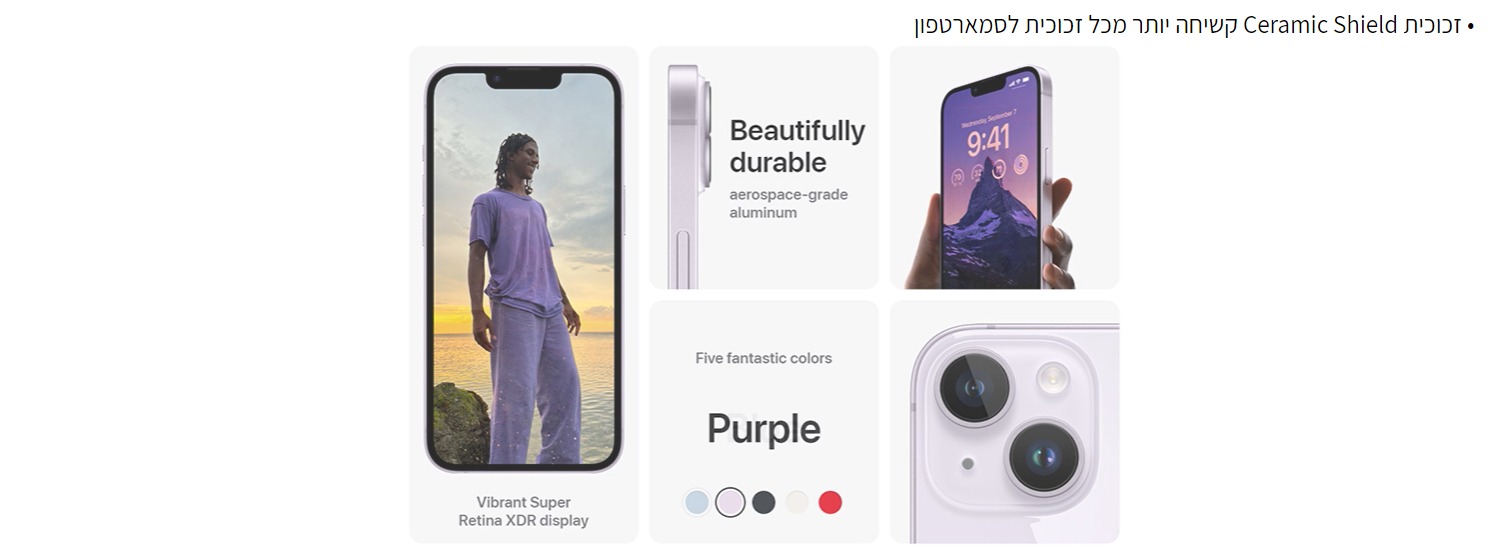 • זכוכית Ceramic Shield קשיחה יותר מכל זכוכית לסמארטפון
Vibrant Super
Retina XDR display
Beautifully
durable
aerospace-grade
aluminum
Wednesday, September 7
9:41
Five fantastic colors
Purple